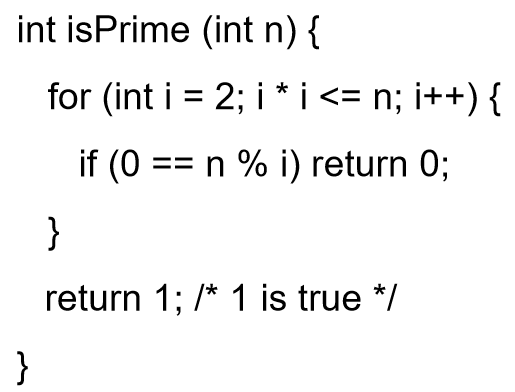 int isPrime (int n) {
for (int i = 2; i * i <= n; i++) {
if (0 == n % i) return 0;
}
return 1; /* 1 is true */
}